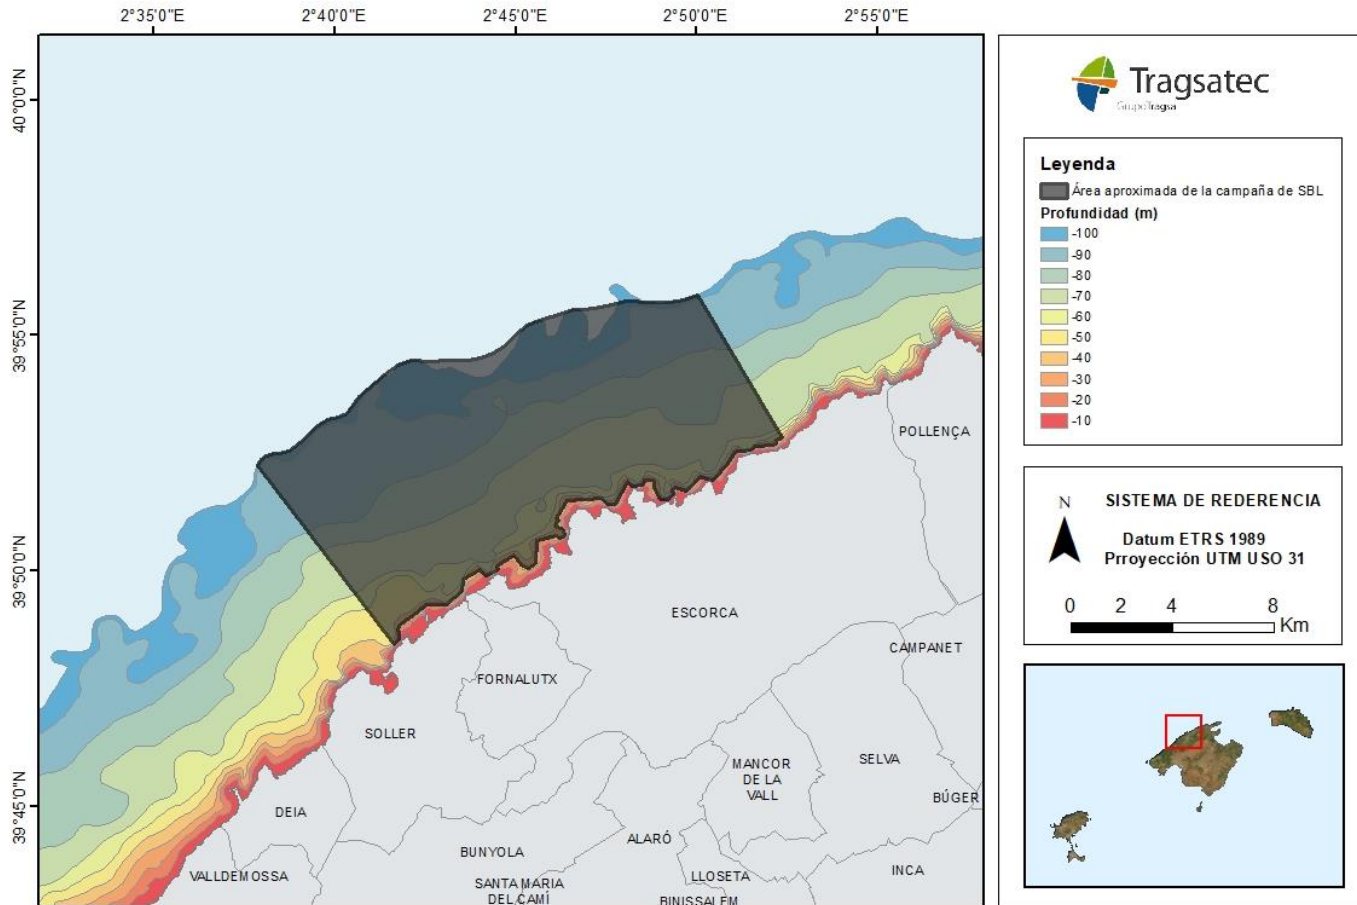 2°35'0"E
2°40'0"E
2°45'0"E
2°50'0"E
2°55'0"E
40°0'0"N
39°55'0"N
39°50'0"N
39°45'0"N
POLLENÇA
ESCORCA
CAMPANET
FORNALUTX
SOLLER
MANCOR
DE LA
VALL
SELVA
BÚGER
DEIA
ALARÓ
BUNYOLA
VALLDEMOSSA
LLOSETA
INCA
SANTA MARIA
DEL CAMÍ
BINISSALEM
Tragsatec
GrupoTragsa
Leyenda
Área aproximada de la campaña de SBL
Profundidad (m)
-100
-90
-80
-70
-60
-50
-40
-30
-20
-10
N
SISTEMA DE REDERENCIA
Datum ETRS 1989
Prroyección UTM USO 31
0 2 4 8
Km